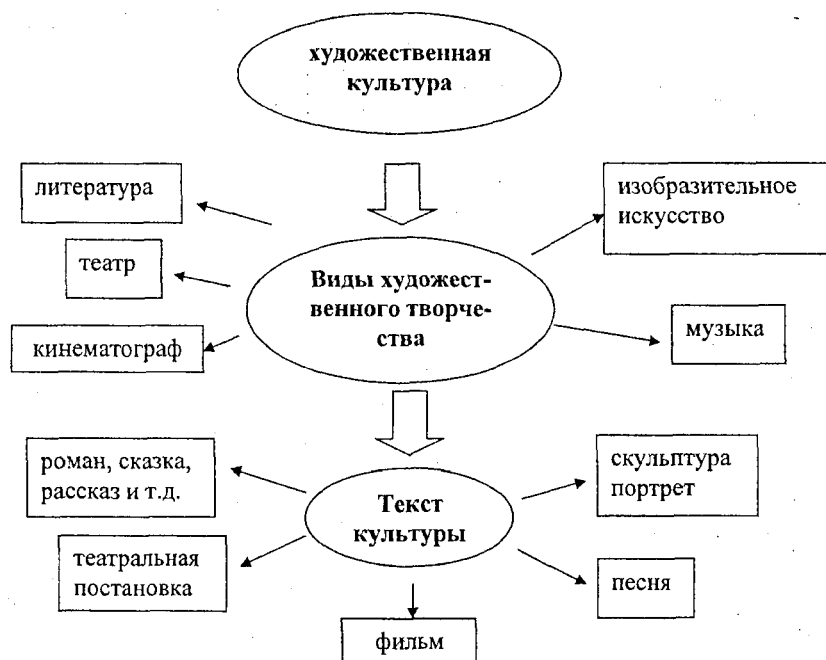 художественная
культура
литература
изобразительное
искусство
театр
Виды художест-
венного творче-
ства
музыка
кинематограф
роман, сказка,
рассказ и т.д.
скульптура
портрет
Текст
культуры
театральная
постановка
песня
фильм